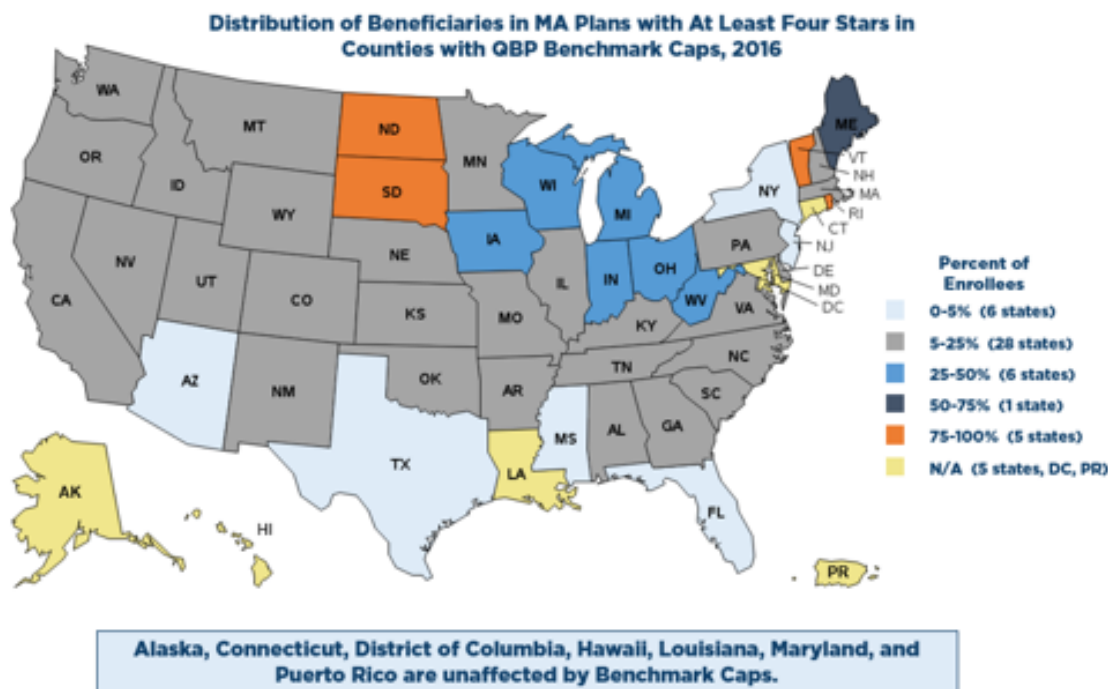 Distribution of Beneficiaries in MA Plans with At Least Four Stars in
Counties with QBP Benchmark Caps, 2016
WA
MT
ND
MN
OR
ID
SD
WI
MI
ME
VT
NH
MA
RI
CT
NY
WY
IA
NE
PA
NJ
NV
UT
CO
IL
IN
OH
DE
MD
DC
CA
KS
MO
WV
VA
KY
NC
TN
AZ
NM
OK
AR
SC
MS
AL
GA
TX
LA
FL
AK
HI
PR
Percent of
Enrollees
0-5% (6 states)
5-25% (28 states)
25-50% (6 states)
50-75% (1 state)
75-100% (5 states)
N/A (5 states, DC, PR)
Alaska, Connecticut, District of Columbia, Hawaii, Louisiana, Maryland, and
Puerto Rico are unaffected by Benchmark Caps.